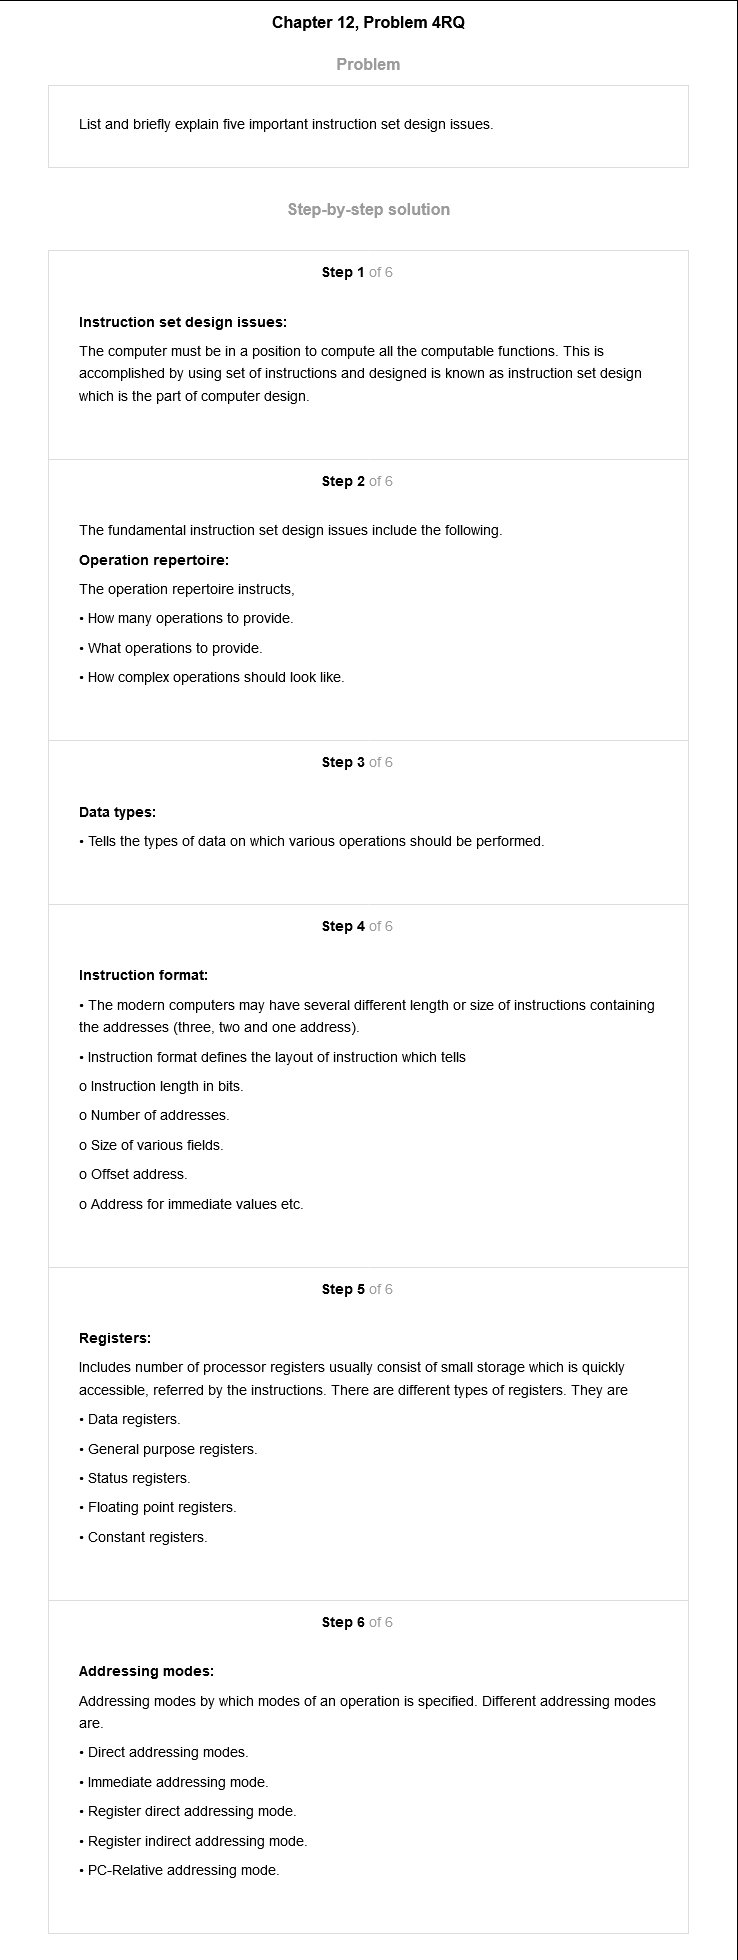 Chapter 12, Problem 4RQ
Problem
List and briefly explain five important instruction set design issues.
Step-by-step solution
Step 1 of 6
Instruction set design issues:
The computer must be in a position to compute all the computable functions. This is
accomplished by using set of instructions and designed is known as instruction set design
which is the part of computer design.
Step 2 of 6
The fundamental instruction set design issues include the following.
Operation repertoire:
The operation repertoire instructs,
• How many operations to provide.
• What operations to provide.
• How complex operations should look like.
Step 3 of 6
Data types:
• Tells the types of data on which various operations should be performed.
Step 4 of 6
Instruction format:
• The modern computers may have several different length or size of instructions containing
the addresses (three, two and one address).
• Instruction format defines the layout of instruction which tells
o Instruction length in bits.
o Number of addresses.
o Size of various fields.
o Offset address.
o Address for immediate values etc.
Step 5 of 6
Registers:
Includes number of processor registers usually consist of small storage which is quickly
accessible, referred by the instructions. There are different types of registers. They are
• Data registers.
• General purpose registers.
• Status registers.
• Floating point registers.
• Constant registers.
Step 6 of 6
Addressing modes:
Addressing modes by which modes of an operation is specified. Different addressing modes
are.
• Direct addressing modes.
• Immediate addressing mode.
• Register direct addressing mode.
• Register indirect addressing mode.
• PC-Relative addressing mode.